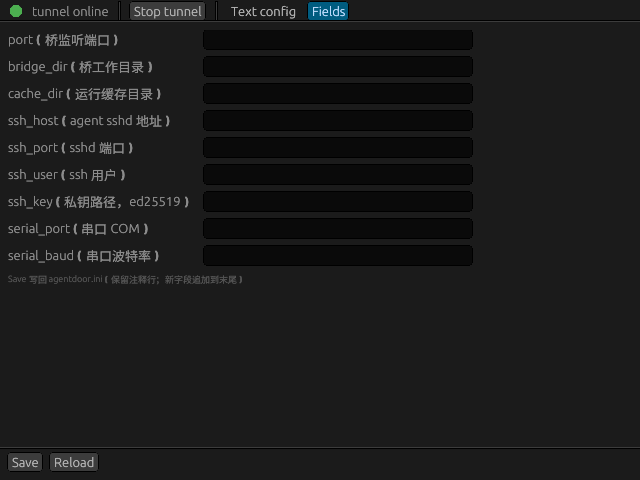 tunnel online Stop tunnel Text config Fields
port（桥监听端口）
bridge_dir（桥工作目录）
cache_dir（运行缓存目录）
ssh_host（agent sshd 地址）
ssh_port（sshd 端口）
ssh_user（ssh 用户）
ssh_key（私钥路径，ed25519）
serial_port（串口 COM）
serial_baud（串口波特率）
Save 写回 agentdoor.ini（保留注释行；新字段追加到末尾）
Save Reload